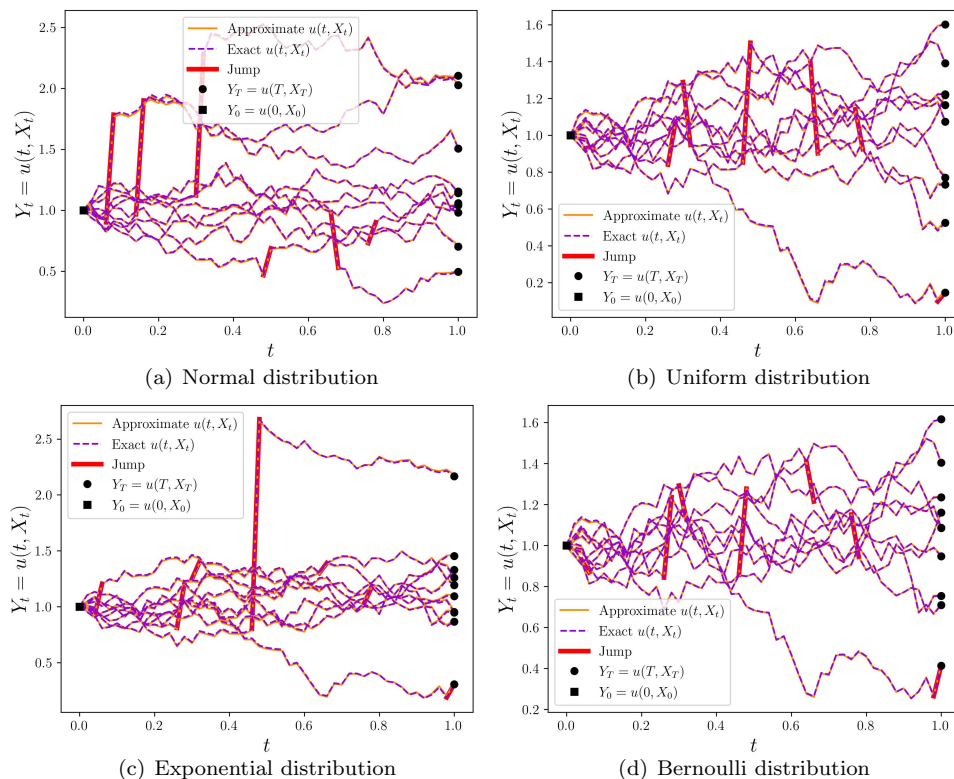 2.5
2.0
1.5
1.0
0.5
Y_t = u(t, X_t)
Approximate u(t, X_t)
Exact u(t, X_t)
Jump
Y_T = u(T, X_T)
Y_0 = u(0, X_0)
0.0 0.2 0.4 0.6 0.8 1.0
t
(a) Normal distribution
1.6
1.4
1.2
1.0
0.8
0.6
0.4
0.2
Y_t = u(t, X_t)
Approximate u(t, X_t)
Exact u(t, X_t)
Jump
Y_T = u(T, X_T)
Y_0 = u(0, X_0)
0.0 0.2 0.4 0.6 0.8 1.0
t
(b) Uniform distribution
2.5
2.0
1.5
1.0
0.5
Y_t = u(t, X_t)
Approximate u(t, X_t)
Exact u(t, X_t)
Jump
Y_T = u(T, X_T)
Y_0 = u(0, X_0)
0.0 0.2 0.4 0.6 0.8 1.0
t
(c) Exponential distribution
1.6
1.4
1.2
1.0
0.8
0.6
0.4
0.2
Y_t = u(t, X_t)
Approximate u(t, X_t)
Exact u(t, X_t)
Jump
Y_T = u(T, X_T)
Y_0 = u(0, X_0)
0.0 0.2 0.4 0.6 0.8 1.0
t
(d) Bernoulli distribution